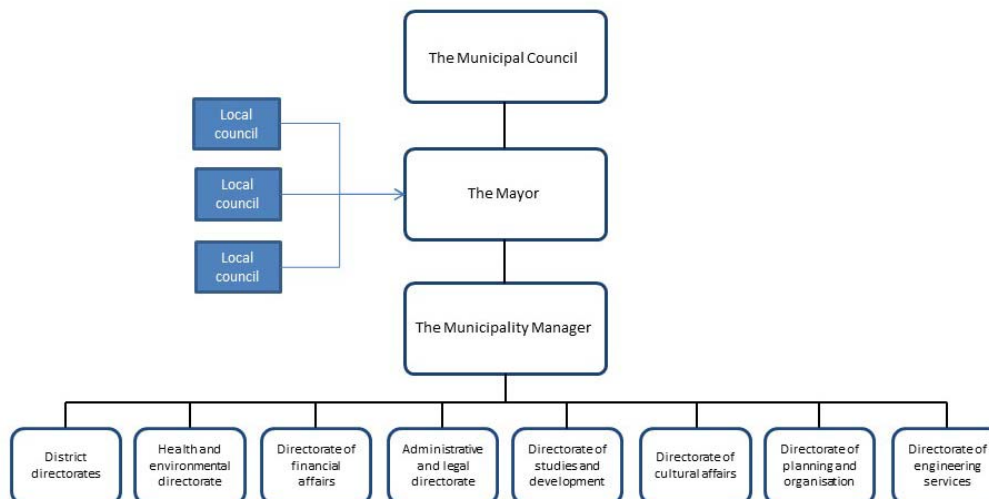 The Municipal Council
Local
council
Local
council
The Mayor
Local
council
The Municipality Manager
District
directorates
Health and
environmental
directorate
Directorate of
financial
affairs
Administrative
and legal
directorate
Directorate of
studies and
development
Directorate of
cultural affairs
Directorate of
planning and
organisation
Directorate of
engineering
services